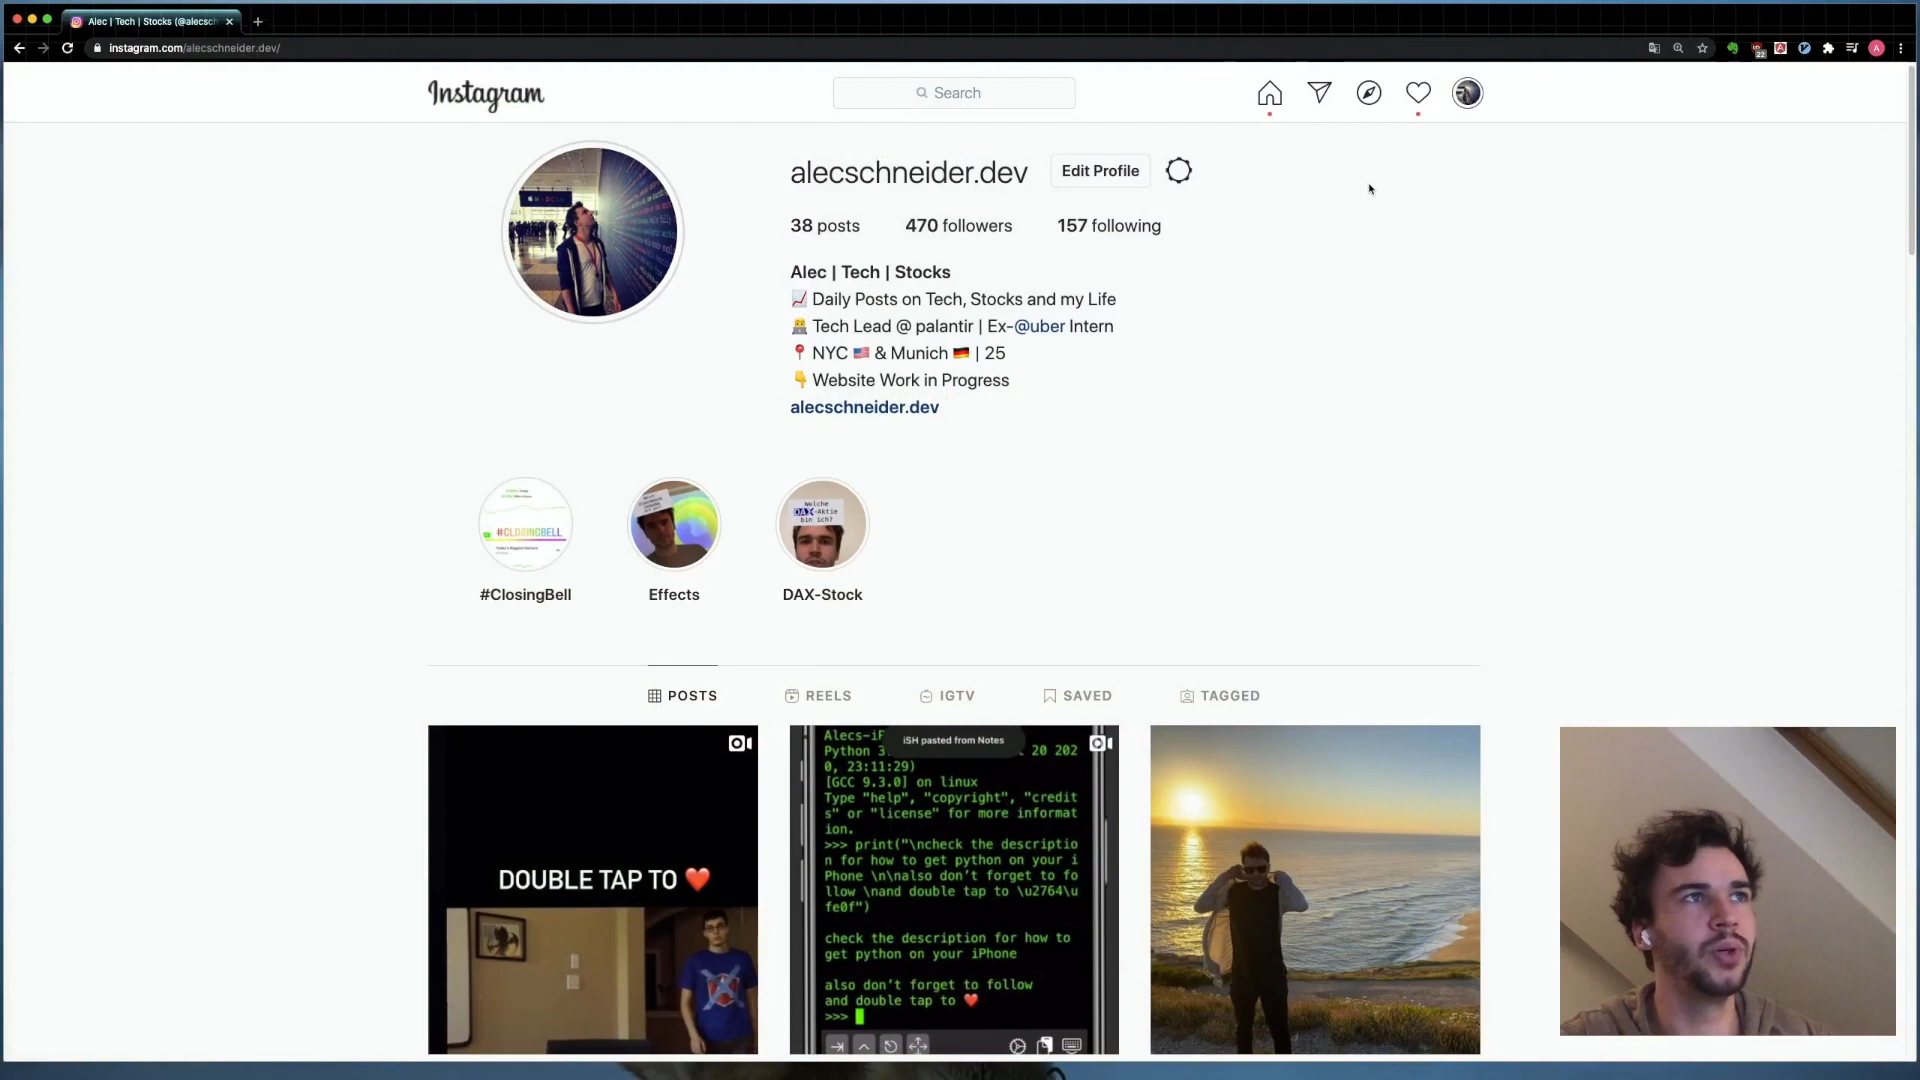 Alec | Tech | Stocks (@alecsch
instagram.com/alecschneider.dev/
22
A
Instagram
Search
alecschneider.dev
Edit Profile
38 posts
470 followers
157 following
Alec | Tech | Stocks
📈 Daily Posts on Tech, Stocks and my Life
👨‍💻 Tech Lead @ palantir | Ex-@uber Intern
📍 NYC 🇺🇸 & Munich 🇩🇪 | 25
👇 Website Work in Progress
alecschneider.dev
#CLOSINGBELL
Welche
DAX-Aktie
bin ich?
#ClosingBell
Effects
DAX-Stock
POSTS
REELS
IGTV
SAVED
TAGGED
DOUBLE TAP TO ❤️
Alecs-iP
iSH pasted from Notes
Python 3. 20 202
0, 23:11:29)
[GCC 9.3.0] on linux
Type "help", "copyright", "credit
s" or "license" for more informat
ion.
>>> print("\ncheck the descriptio
n for how to get python on your i
Phone \n\nalso don't forget to fo
llow \nand double tap to \u2764\u
fe0f")
check the description for how to
get python on your iPhone
also don't forget to follow
and double tap to ❤️
>>>